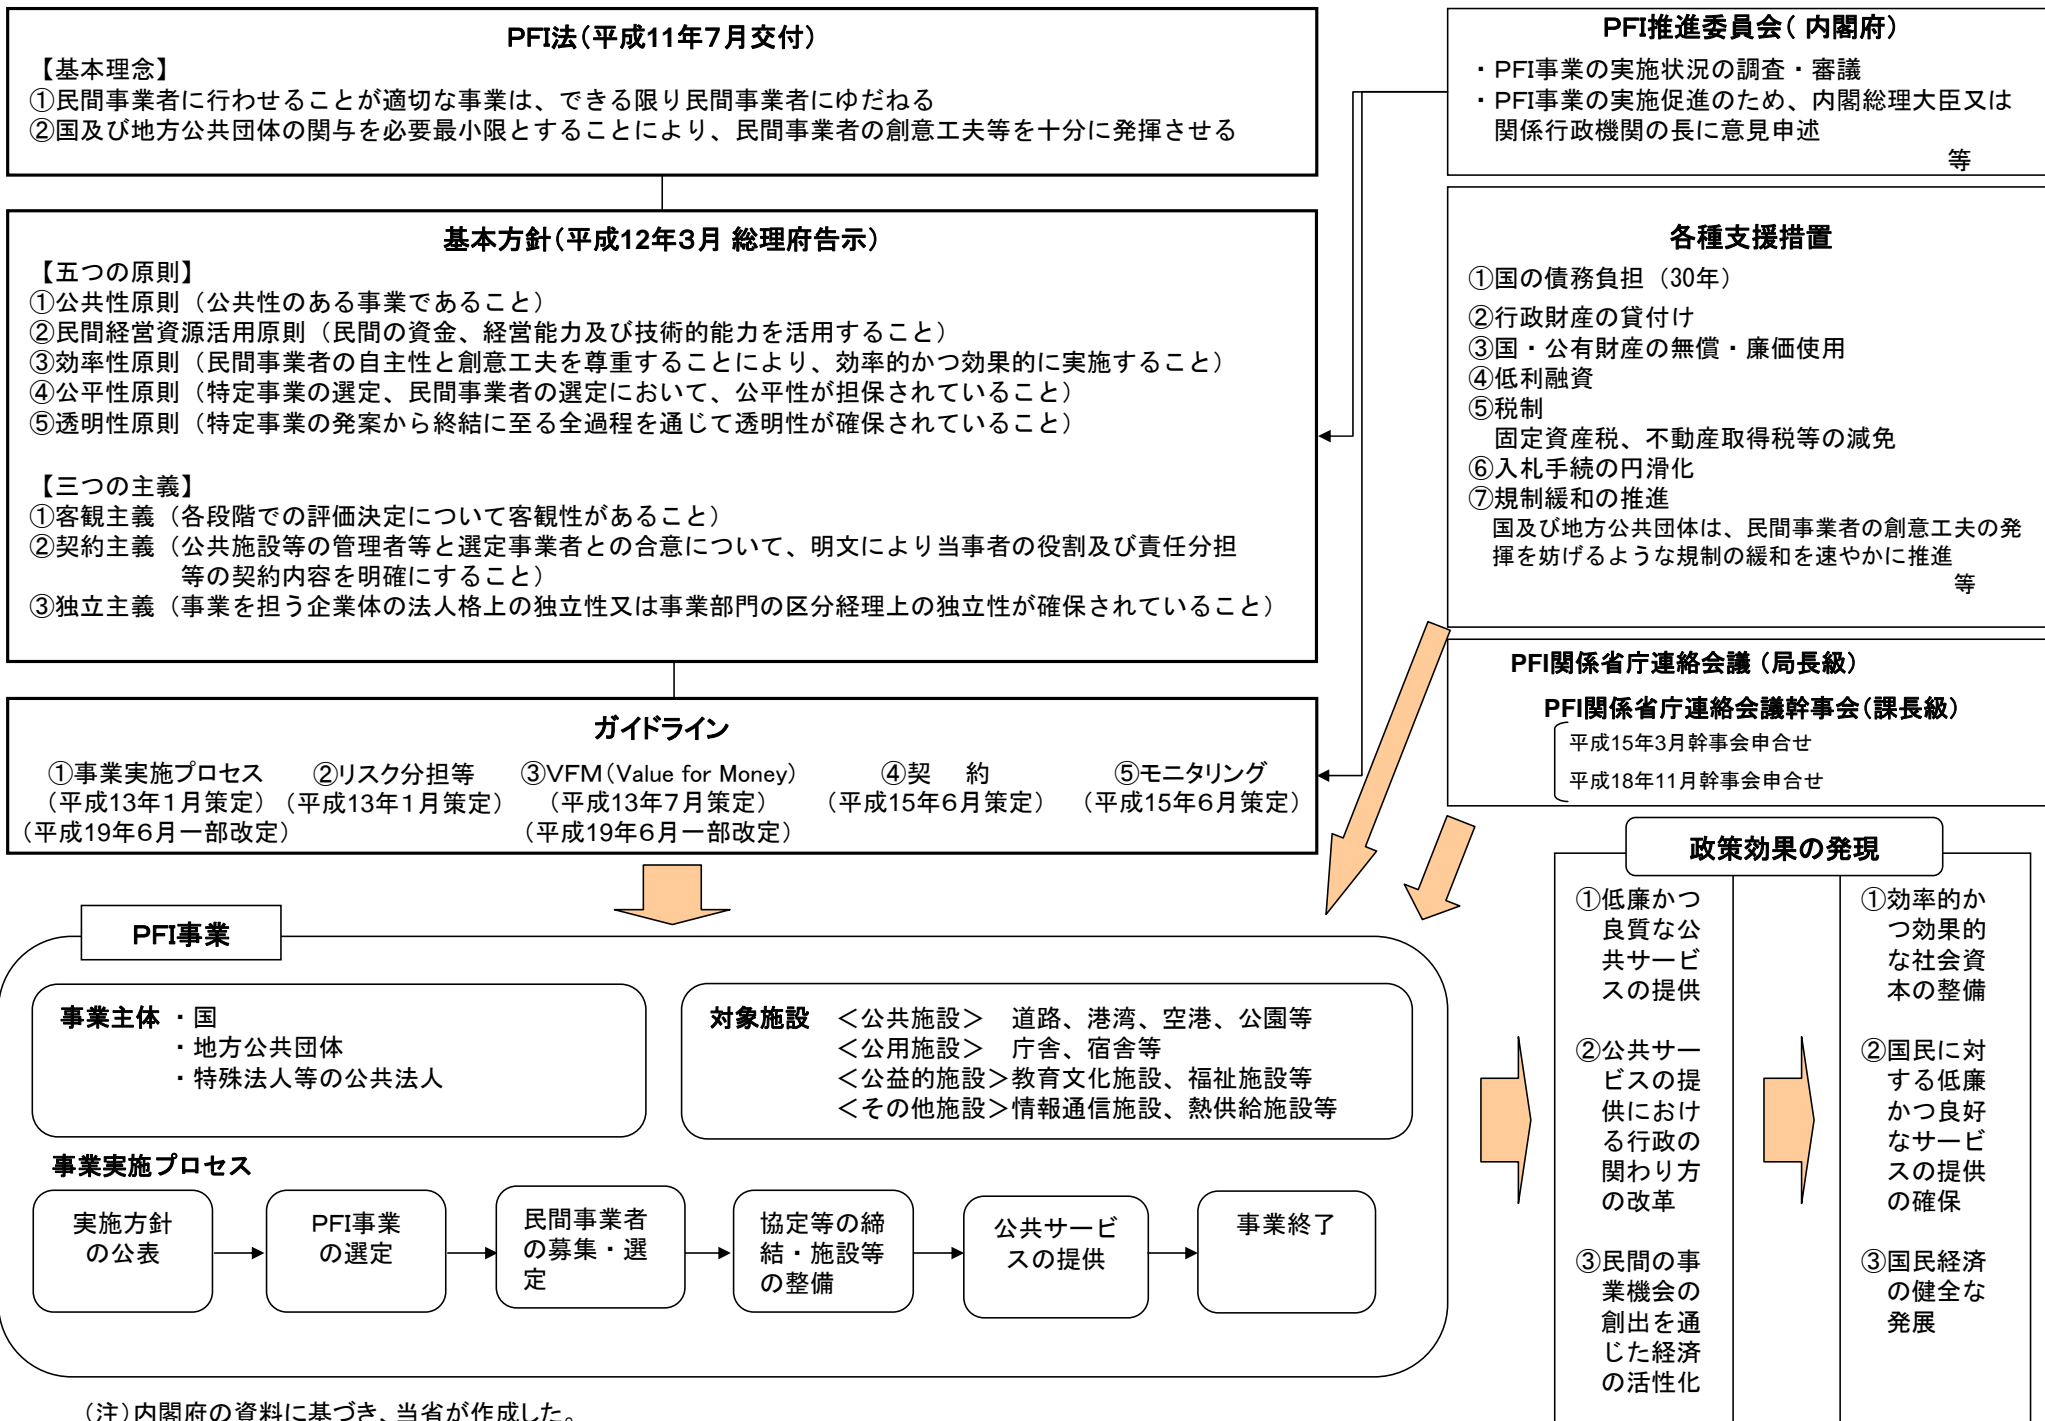 PFI法（平成11年７月交付）
【基本理念】
①民間事業者に行わせることが適切な事業は、できる限り民間事業者にゆだねる
②国及び地方公共団体の関与を必要最小限とすることにより、民間事業者の創意工夫等を十分に発揮させる
PFI推進委員会（ 内閣府）
・PFI事業の実施状況の調査・審議
・PFI事業の実施促進のため、内閣総理大臣又は
関係行政機関の長に意見申述
等
基本方針（平成12年３月 総理府告示）
【五つの原則】
①公共性原則（公共性のある事業であること）
②民間経営資源活用原則（民間の資金、経営能力及び技術的能力を活用すること）
③効率性原則（民間事業者の自主性と創意工夫を尊重することにより、効率的かつ効果的に実施すること）
④公平性原則（特定事業の選定、民間事業者の選定において、公平性が担保されていること）
⑤透明性原則（特定事業の発案から終結に至る全過程を通じて透明性が確保されていること）
【三つの主義】
①客観主義（各段階での評価決定について客観性があること）
②契約主義（公共施設等の管理者等と選定事業者との合意について、明文により当事者の役割及び責任分担
等の契約内容を明確にすること）
③独立主義（事業を担う企業体の法人格上の独立性又は事業部門の区分経理上の独立性が確保されていること）
各種支援措置
①国の債務負担（30年）
②行政財産の貸付け
③国・公有財産の無償・廉価使用
④低利融資
⑤税制
固定資産税、不動産取得税等の減免
⑥入札手続の円滑化
⑦規制緩和の推進
国及び地方公共団体は、民間事業者の創意工夫の発
揮を妨げるような規制の緩和を速やかに推進
等
PFI関係省庁連絡会議（局長級）
PFI関係省庁連絡会議幹事会（課長級）
平成15年3月幹事会申合せ
平成18年11月幹事会申合せ
ガイドライン
①事業実施プロセス
（平成13年１月策定）
（平成19年６月一部改定）
②リスク分担等
（平成13年１月策定）
③VFM（Value for Money）
（平成13年７月策定）
（平成19年６月一部改定）
④契　約
（平成15年６月策定）
⑤モニタリング
（平成15年６月策定）
PFI事業
事業主体 ・国
・地方公共団体
・特殊法人等の公共法人
対象施設 ＜公共施設＞ 道路、港湾、空港、公園等
＜公用施設＞ 庁舎、宿舎等
＜公益的施設＞教育文化施設、福祉施設等
＜その他施設＞情報通信施設、熱供給施設等
事業実施プロセス
実施方針
の公表
PFI事業
の選定
民間事業者
の募集・選
定
協定等の締
結・施設等
の整備
公共サービ
スの提供
事業終了
政策効果の発現
①低廉かつ
良質な公
共サービ
スの提供
②公共サー
ビスの提
供におけ
る行政の
関わり方
の改革
③民間の事
業機会の
創出を通
じた経済
の活性化
①効率的か
つ効果的
な社会資
本の整備
②国民に対
する低廉
かつ良好
なサービ
スの提供
の確保
③国民経済
の健全な
発展
（注）内閣府の資料に基づき、当省が作成した。